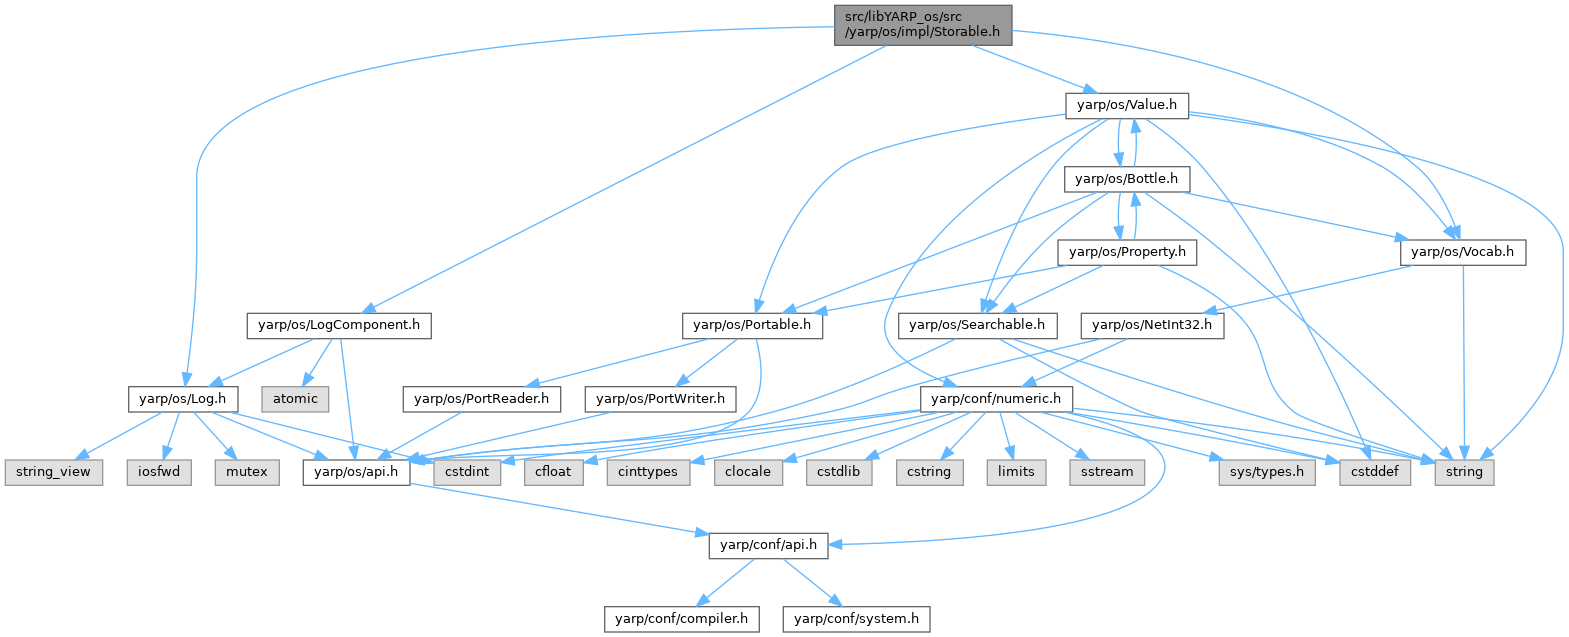 src/libYARP_os/src
/yarp/os/impl/Storable.h
yarp/os/Value.h
yarp/os/Bottle.h
yarp/os/Property.h
yarp/os/Vocab.h
yarp/os/LogComponent.h
yarp/os/Portable.h
yarp/os/Searchable.h
yarp/os/NetInt32.h
yarp/os/Log.h
atomic
yarp/os/PortReader.h
yarp/os/PortWriter.h
yarp/conf/numeric.h
string_view
iosfwd
mutex
yarp/os/api.h
cstdint
cfloat
cinttypes
clocale
cstdlib
cstring
limits
sstream
sys/types.h
cstddef
string
yarp/conf/api.h
yarp/conf/compiler.h
yarp/conf/system.h